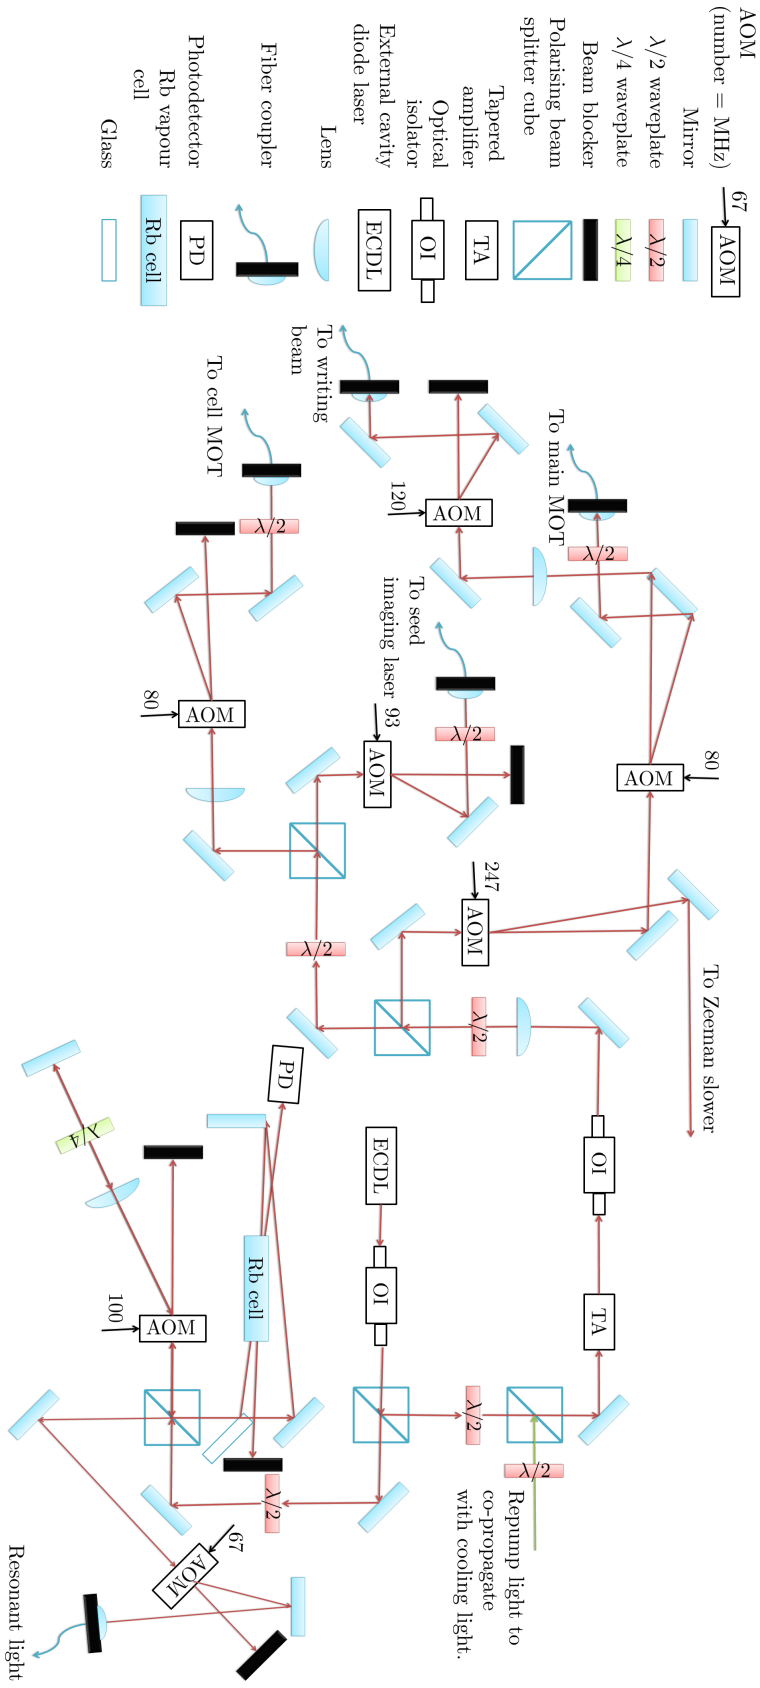 AOM
(number = MHz)
67
AOM
Mirror
λ/2 waveplate
λ/2
λ/4 waveplate
λ/4
Beam blocker
Polarising beam
splitter cube
Tapered
amplifier
TA
Optical
isolator
OI
External cavity
diode laser
ECDL
Lens
Fiber coupler
Photodetector
PD
Rb vapour
cell
Rb cell
Glass
To writing
beam
To main MOT
λ/2
120
AOM
To cell MOT
λ/2
80
AOM
To seed
imaging laser
λ/2
93
AOM
80
AOM
247
AOM
To Zeeman slower
λ/2
λ/2
OI
TA
ECDL
OI
PD
λ/4
Rb cell
100
AOM
λ/2
λ/2
Repump light to
co-propagate
with cooling light.
λ/2
67
AOM
Resonant light